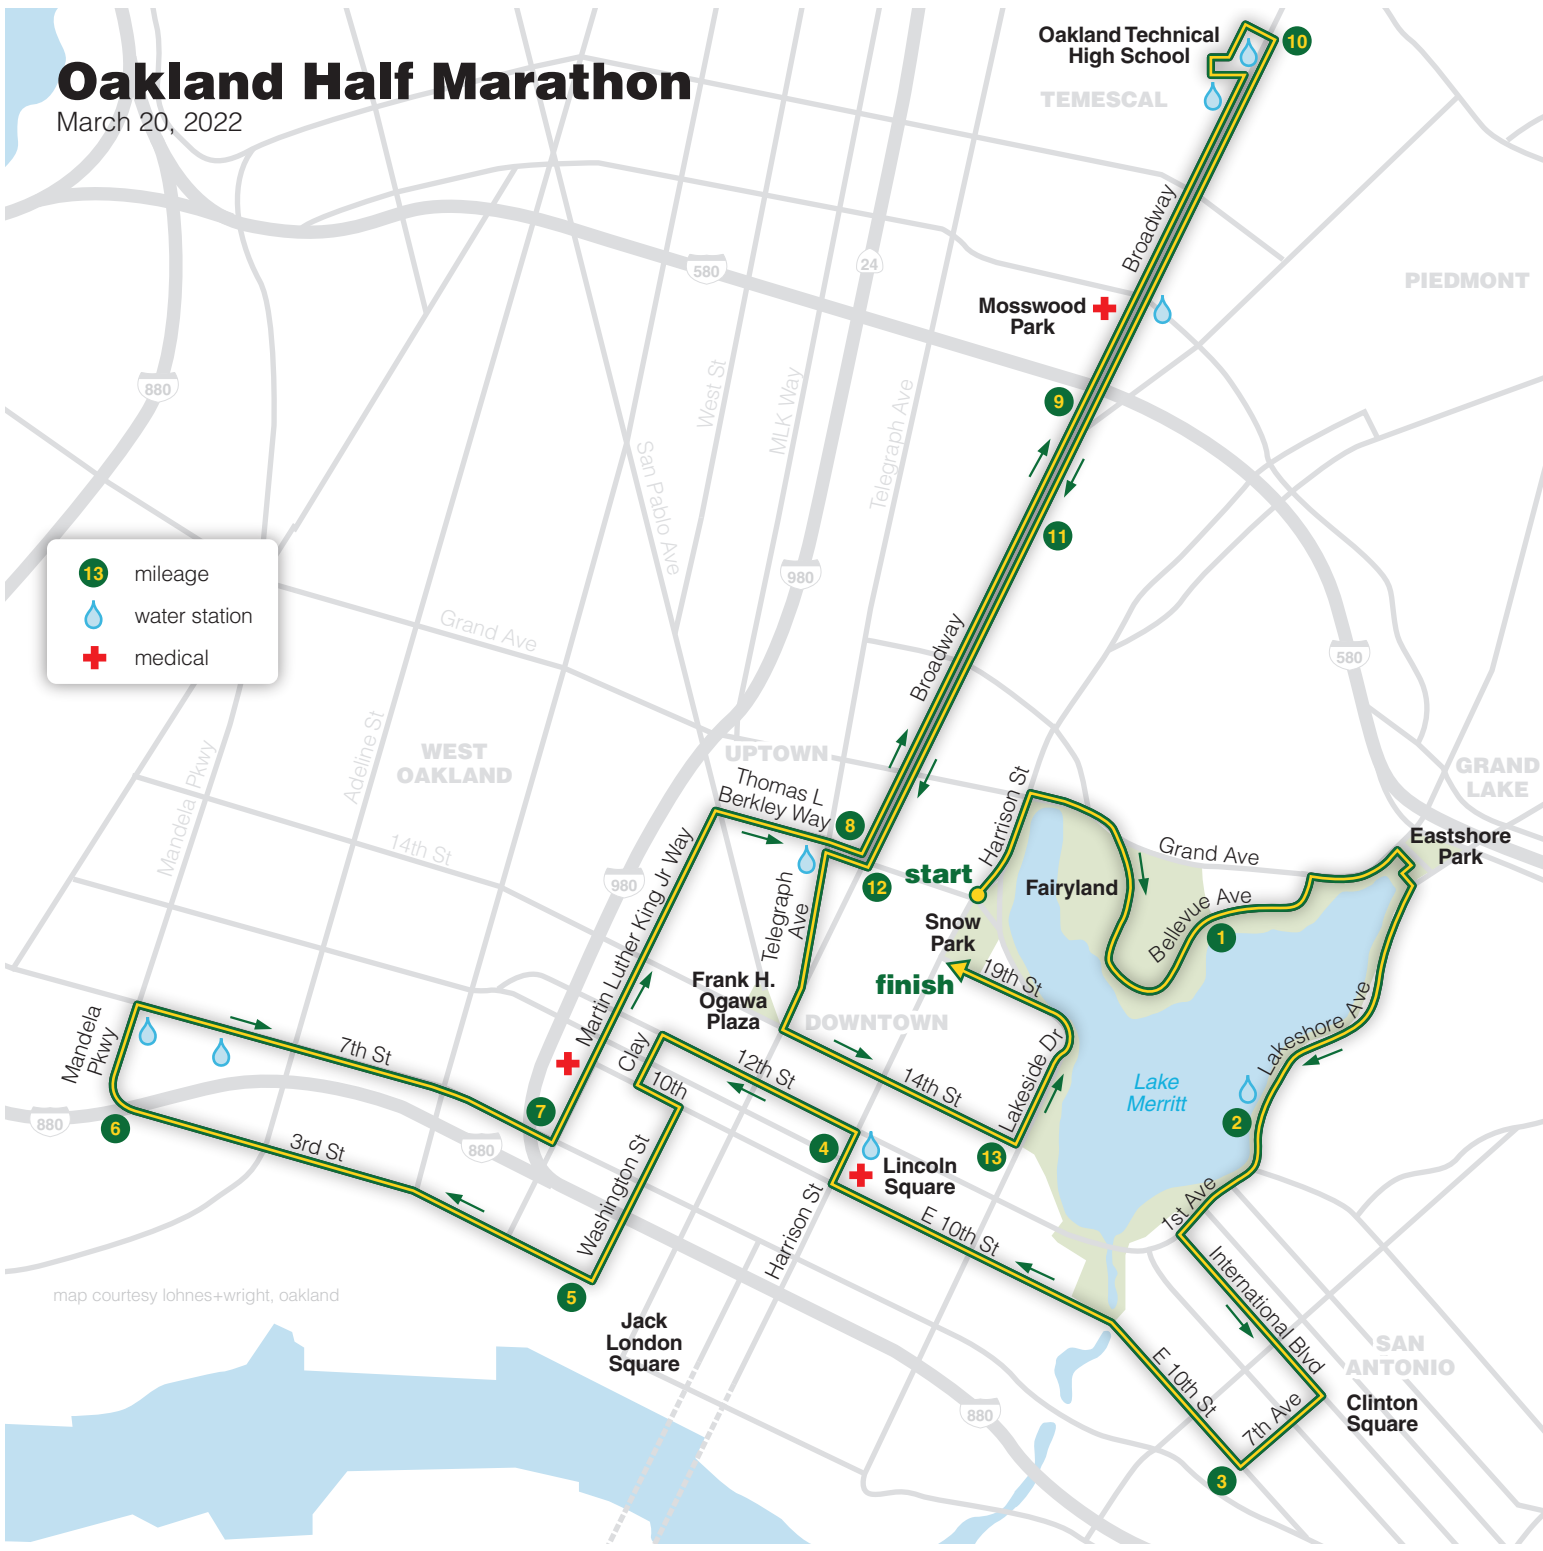 Oakland Half Marathon
March 20, 2022
Oakland Technical
High School
10
TEMESCAL
Broadway
PIEDMONT
580
24
Mosswood
Park
880
9
West St
MLK Way
Telegraph Ave
San Pablo Ave
11
13 mileage
water station
medical
980
Grand Ave
Broadway
580
WEST
OAKLAND
UPTOWN
Adeline St
Mandela Pkwy
14th St
Thomas L
Berkley Way
8
12
Harrison St
start
GRAND
LAKE
Eastshore
Park
Grand Ave
Fairyland
Bellevue Ave
1
980
Martin Luther King Jr Way
Telegraph
Ave
Snow
Park
finish
19th St
Frank H.
Ogawa
Plaza
DOWNTOWN
Lakeshore Ave
Mandela
Pkwy
7th St
Clay
10th
12th St
14th St
Lakeside Dr
Lake
Merritt
2
880
6
7
880
3rd St
4
Lincoln
Square
13
Washington St
Harrison St
E 10th St
1st Ave
International Blvd
5
map courtesy lohnes+wright, oakland
Jack
London
Square
SAN
ANTONIO
E 10th St
7th Ave
Clinton
Square
880
3